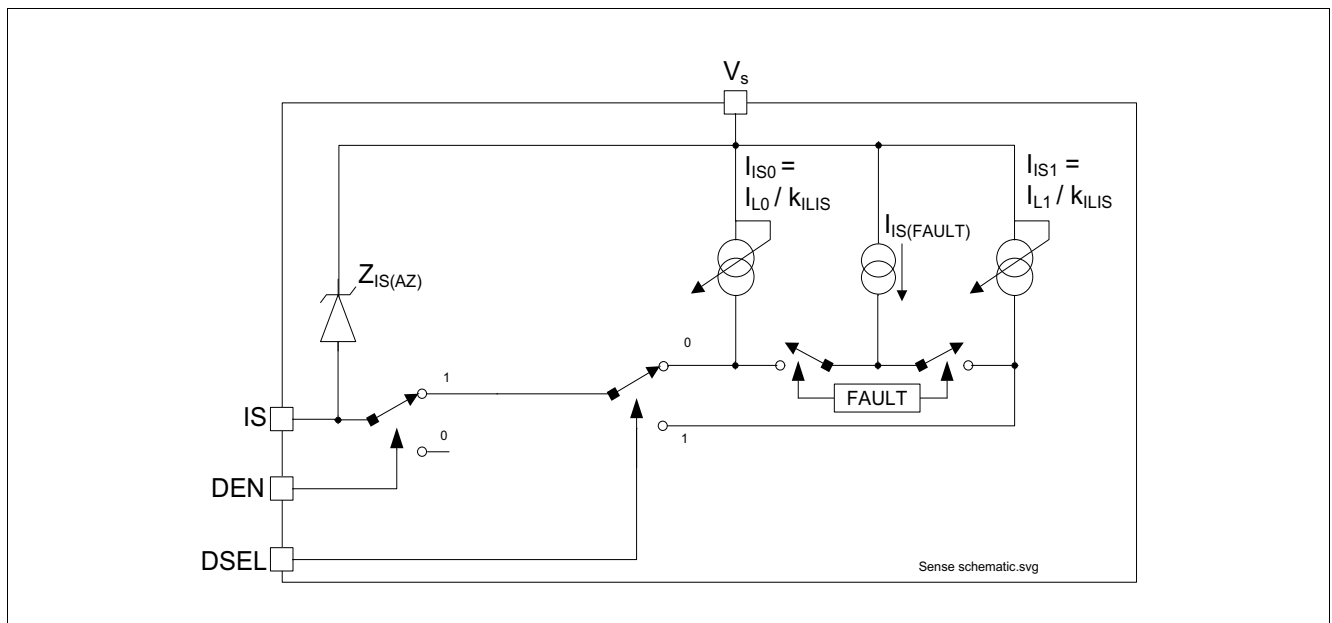 Vs
IIS0 =
IL0 / kILIS
IIS(FAULT)
IIS1 =
IL1 / kILIS
ZIS(AZ)
0
1
FAULT
IS
0
1
DEN
DSEL
Sense schematic.svg